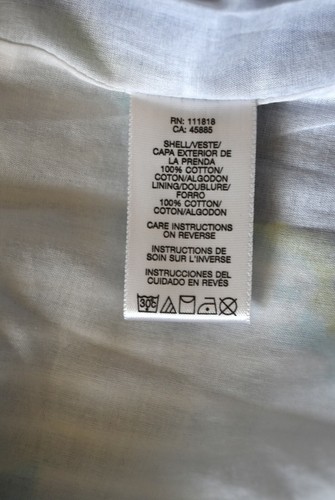 RN: 111818
CA: 45885
SHELL/VESTE/
CAPA EXTERIOR DE
LA PRENDA
100% COTTON/
COTON/ALGODON
LINING/DOUBLURE/
FORRO
100% COTTON/
COTON/ALGODON
CARE INSTRUCTIONS
ON REVERSE
INSTRUCTIONS DE
SOIN SUR L'INVERSE
INSTRUCCIONES DEL
CUIDADO EN REVÉS
30c